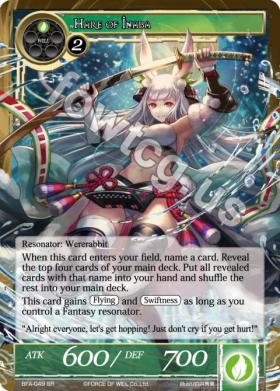 HARE OF INABA
WILL
2
fowtcg.us
Resonator: Wererabbit
When this card enters your field, name a card. Reveal
the top four cards of your main deck. Put all revealed
cards with that name into your hand and shuffle the
rest into your main deck.
This card gains Flying and Swiftness as long as you
control a Fantasy resonator.
"Alright everyone, let's get hopping! Just don't cry if you get hurt!"
ATK 600/ DEF 700
BFA-049 SR
©FORCE OF WILL Co.,Ltd.